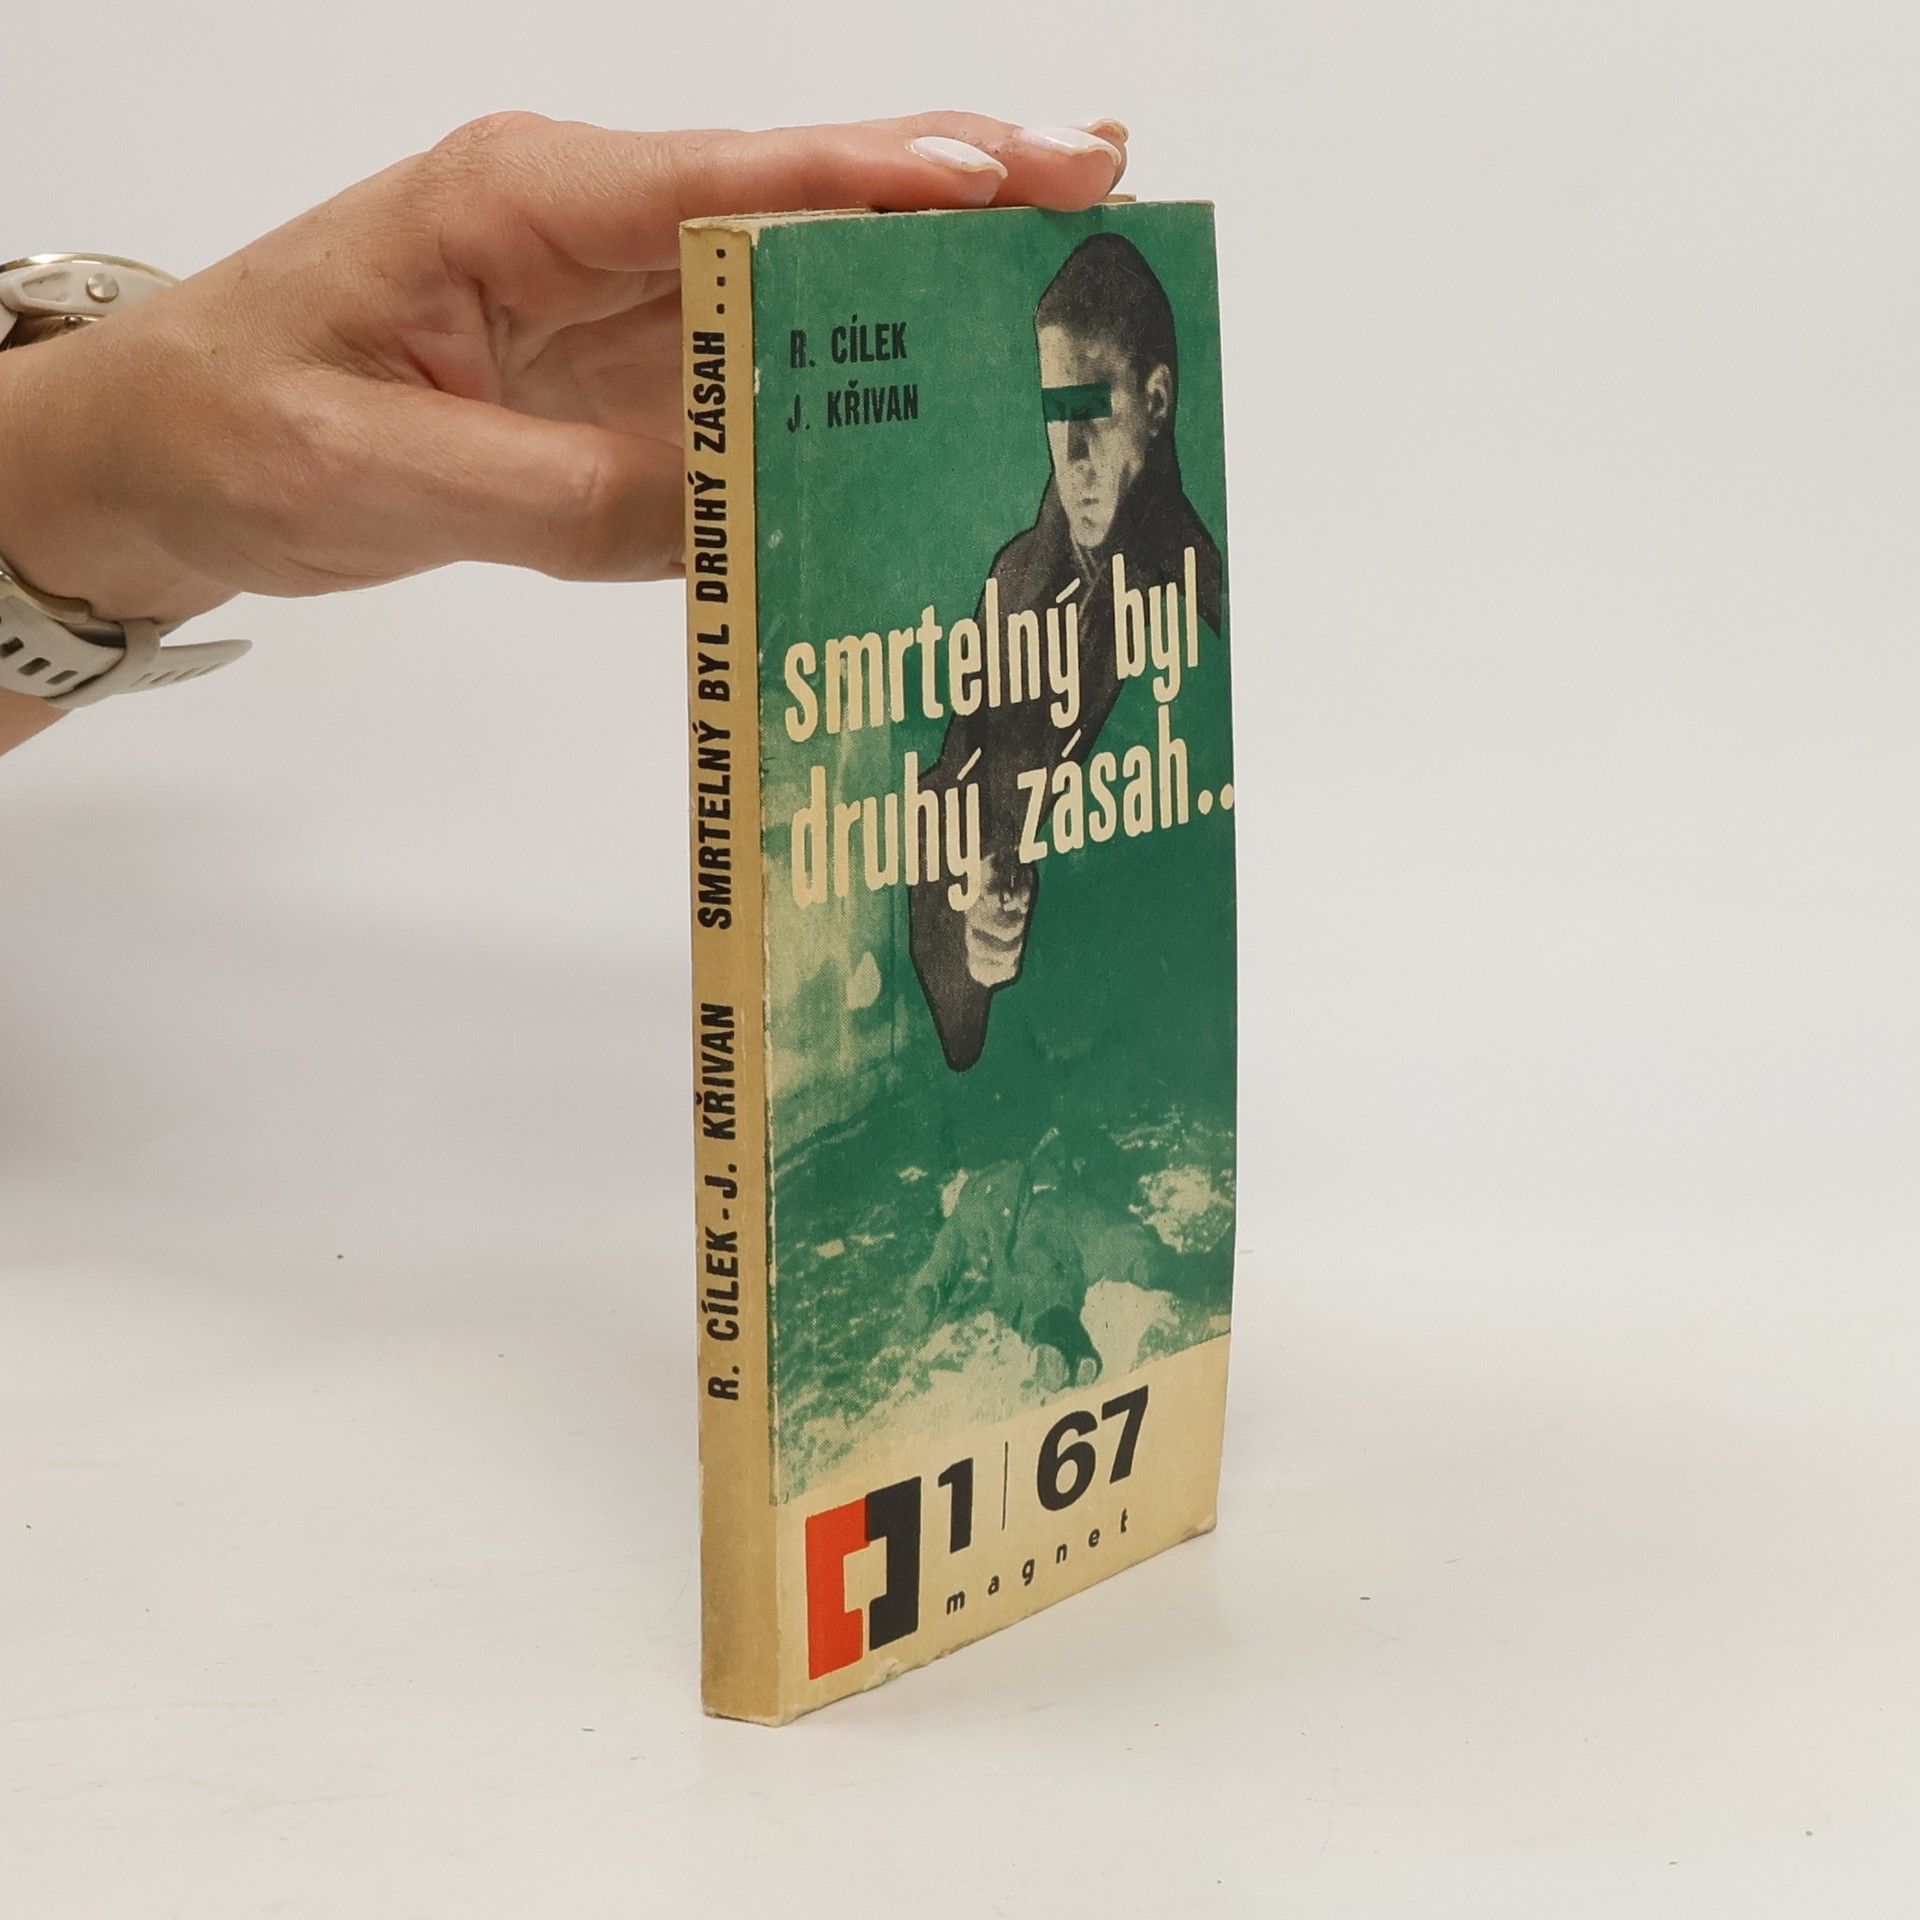 R. CÍLEK - J. KŘIVAN SMRTELNÝ BYL DRUHÝ ZÁSAH...
R. CÍLEK
J. KŘIVAN
smrtelný byl
druhý zásah..
1 | 67
magnet